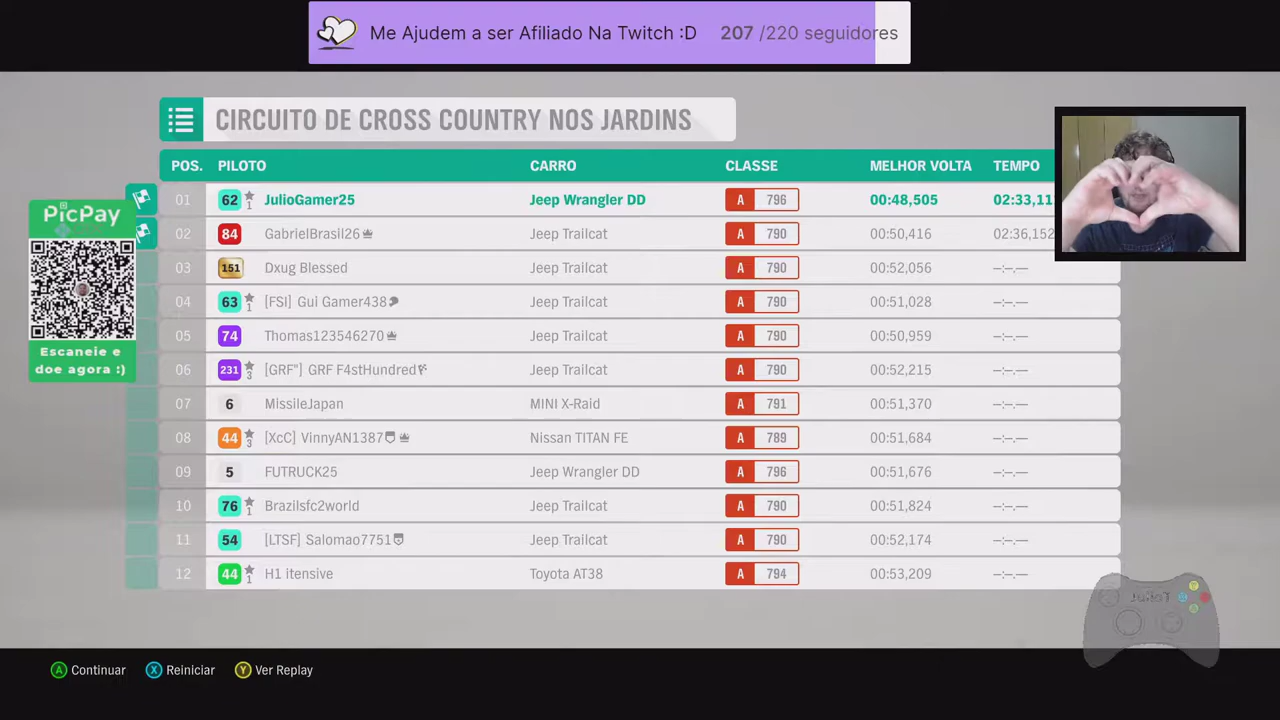 Me Ajudem a ser Afiliado Na Twitch :D 207 /220 seguidores
CIRCUITO DE CROSS COUNTRY NOS JARDINS
POS. PILOTO CARRO CLASSE MELHOR VOLTA TEMPO
01 62 1 JulioGamer25 Jeep Wrangler DD A 796 00:48,505 02:33,11
02 84 GabrielBrasil26 Jeep Trailcat A 790 00:50,416 02:36,152
03 151 Dxug Blessed Jeep Trailcat A 790 00:52,056 --:--.---
04 63 1 [FSI] Gui Gamer438 Jeep Trailcat A 790 00:51,028 --:--.---
05 74 Thomas123546270 Jeep Trailcat A 790 00:50,959 --:--.---
06 231 3 [GRF"] GRF F4stHundred Jeep Trailcat A 790 00:52,215 --:--.---
07 6 MissileJapan MINI X-Raid A 791 00:51,370 --:--.---
08 44 3 [XcC] VinnyAN1387 Nissan TITAN FE A 789 00:51,684 --:--.---
09 5 FUTRUCK25 Jeep Wrangler DD A 796 00:51,676 --:--.---
10 76 1 Brazilsfc2world Jeep Trailcat A 790 00:51,824 --:--.---
11 54 [LTSF] Salomao7751 Jeep Trailcat A 790 00:52,174 --:--.---
12 44 1 H1 itensive Toyota AT38 A 794 00:53,209 --:--.---
PicPay
Escaneie e
doe agora :)
A Continuar X Reiniciar Y Ver Replay